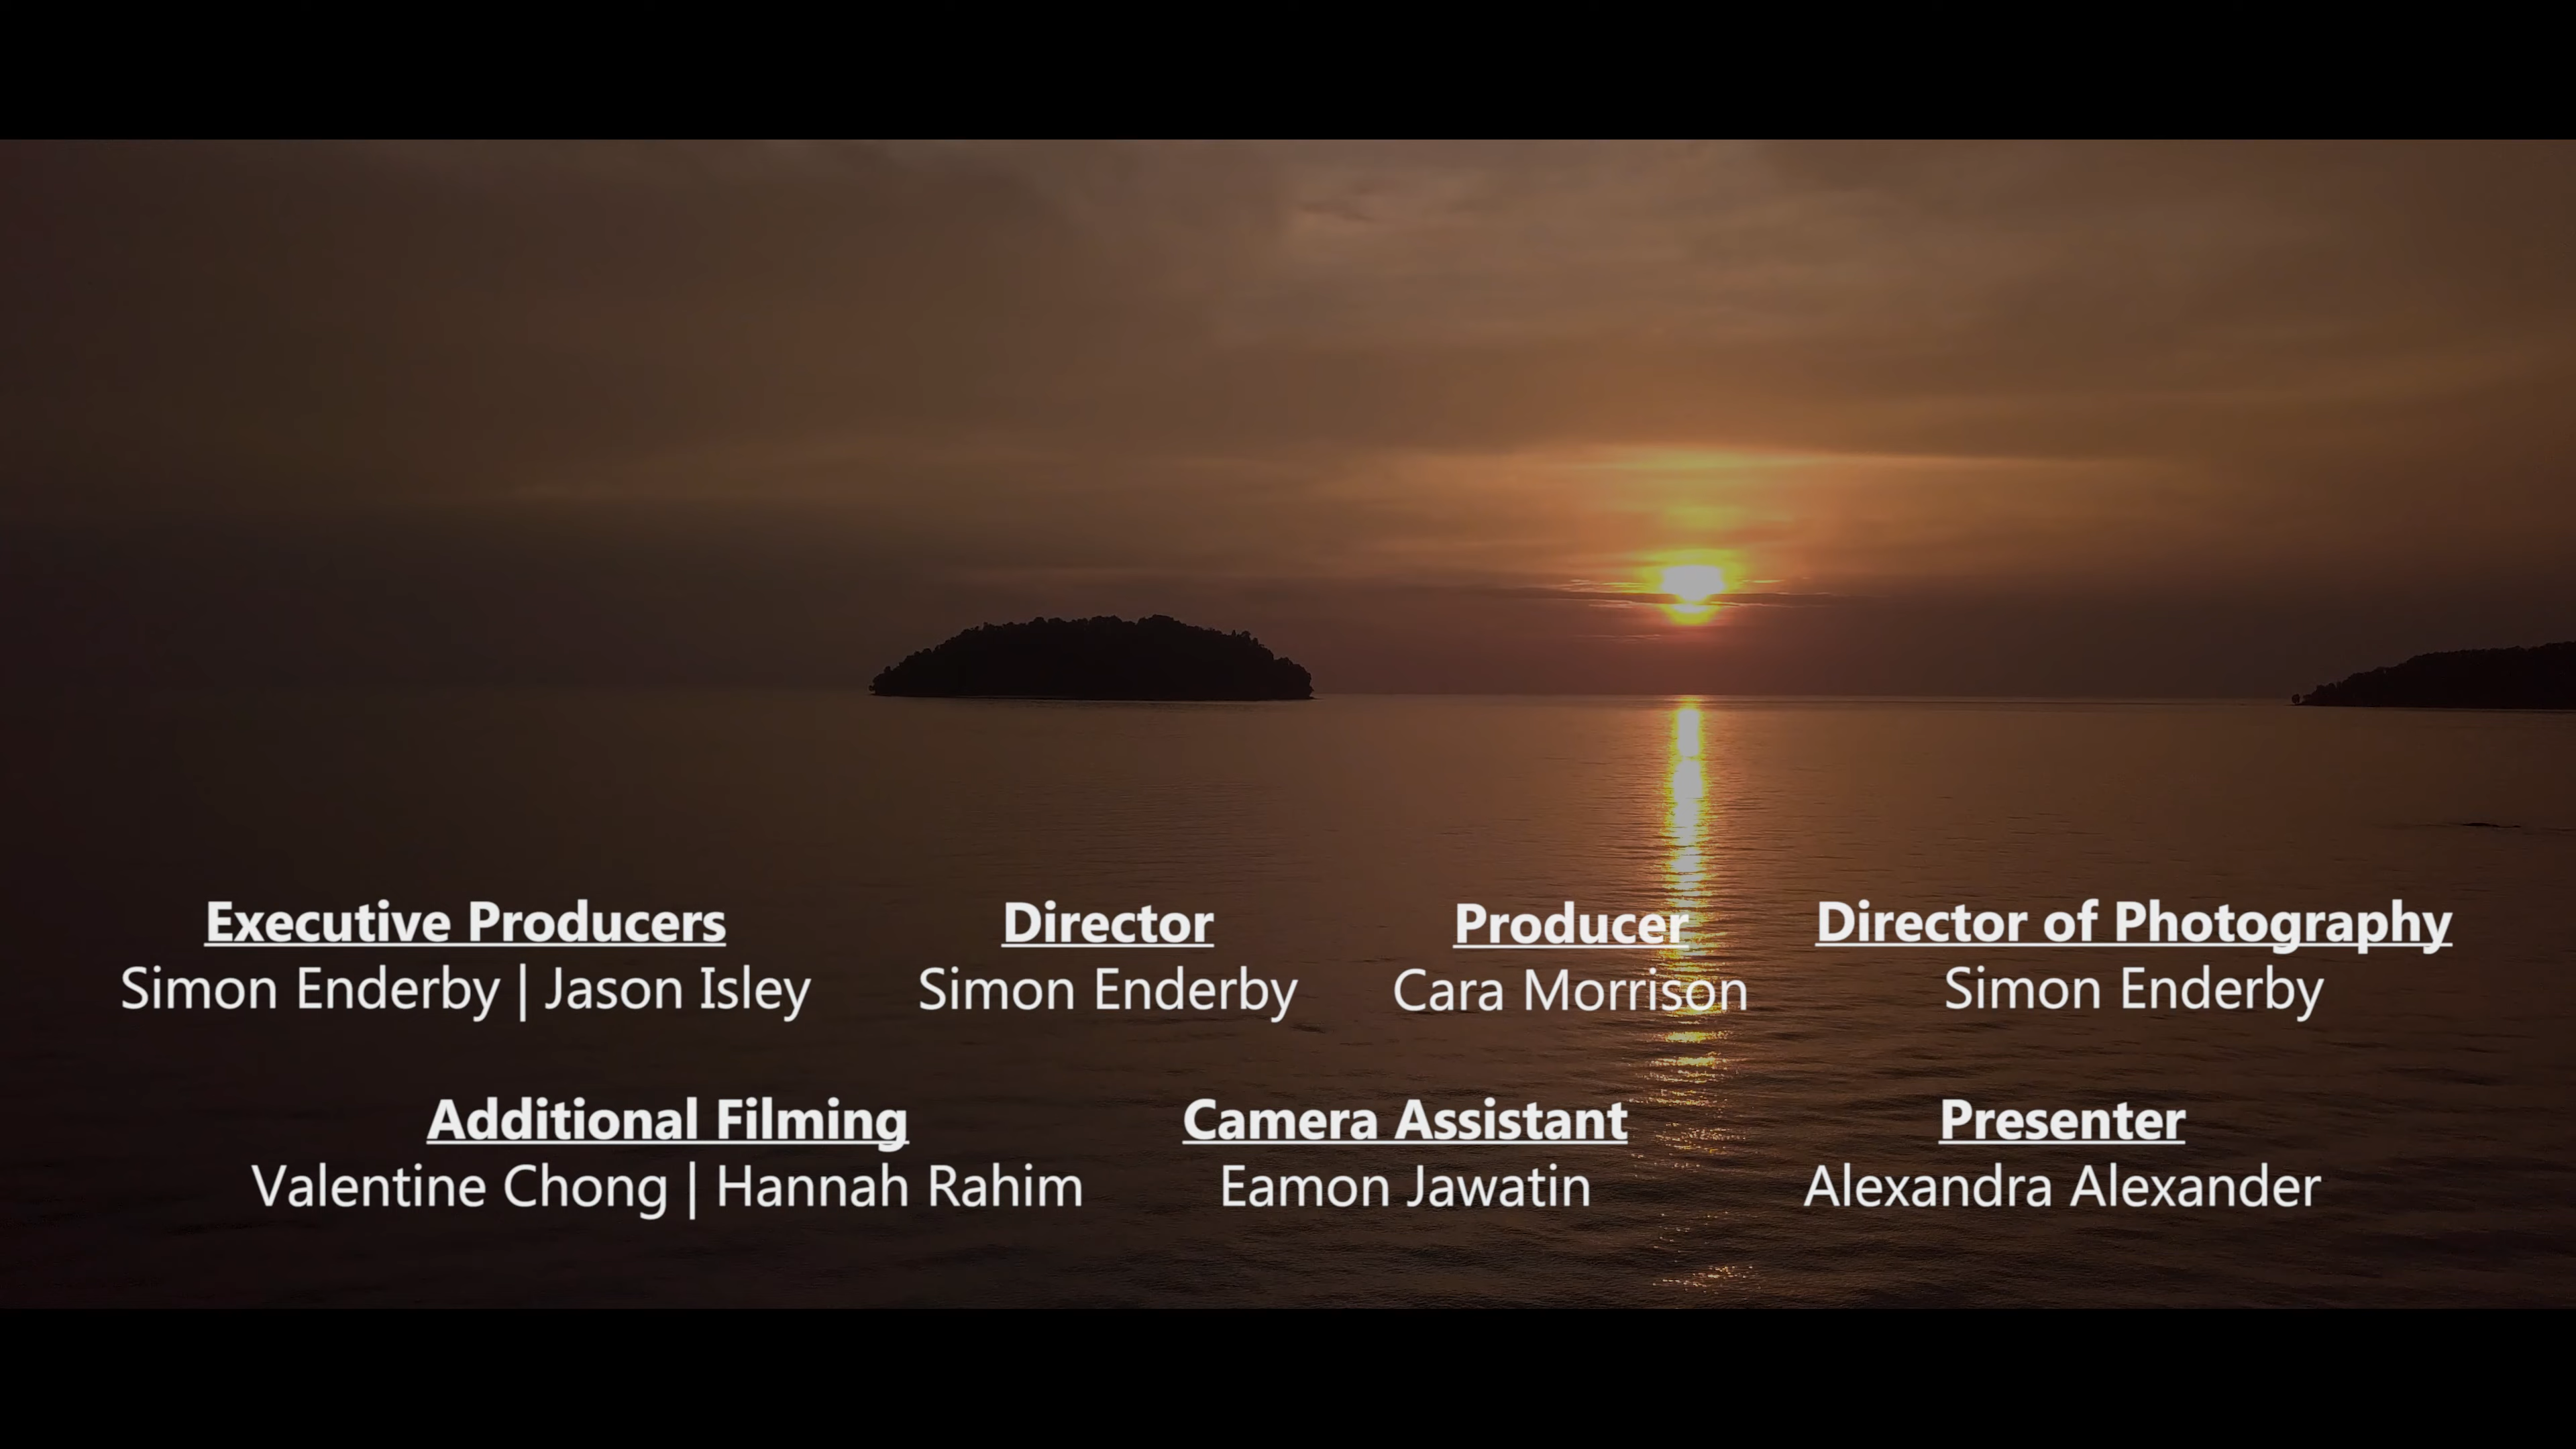 Executive Producers
Simon Enderby | Jason Isley
Director
Simon Enderby
Producer
Cara Morrison
Director of Photography
Simon Enderby
Additional Filming
Valentine Chong | Hannah Rahim
Camera Assistant
Eamon Jawatin
Presenter
Alexandra Alexander